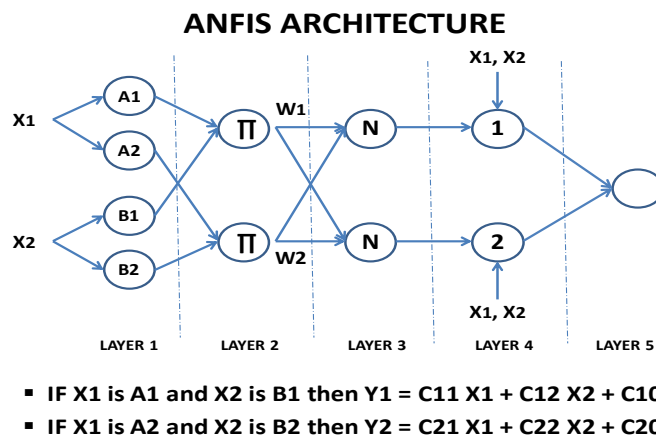 ANFIS ARCHITECTURE
X1, X2
A1
W1
X1
∏
N
1
A2
B1
X2
∏
N
2
B2
W2
X1, X2
LAYER 1 LAYER 2 LAYER 3 LAYER 4 LAYER 5
▪ IF X1 is A1 and X2 is B1 then Y1 = C11 X1 + C12 X2 + C10
▪ IF X1 is A2 and X2 is B2 then Y2 = C21 X1 + C22 X2 + C20